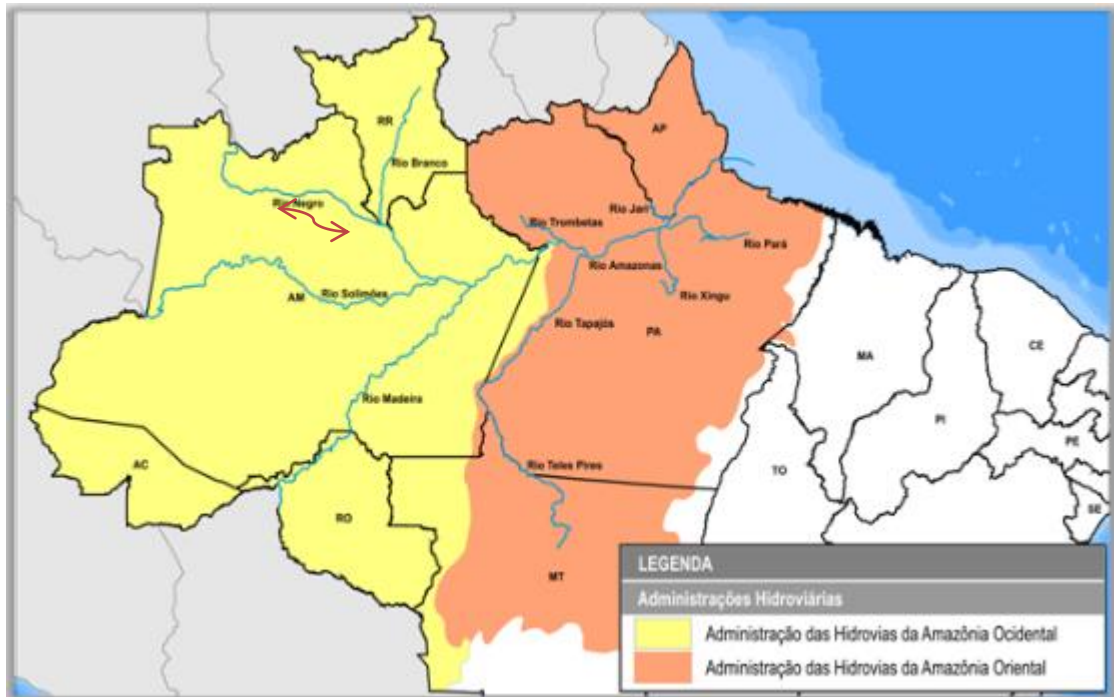 RR
AP
Rio Branco
Rio Negro
Rio Jari
Rio Trombetas
Rio Pará
Rio Amazonas
AM
Rio Solimões
Rio Xingu
Rio Tapajós
PA
MA
CE
Rio Madeira
PI
PE
AC
Rio Teles Pires
TO
SE
RO
MT
LEGENDA
Administrações Hidroviárias
Administração das Hidrovias da Amazônia Ocidental
Administração das Hidrovias da Amazônia Oriental